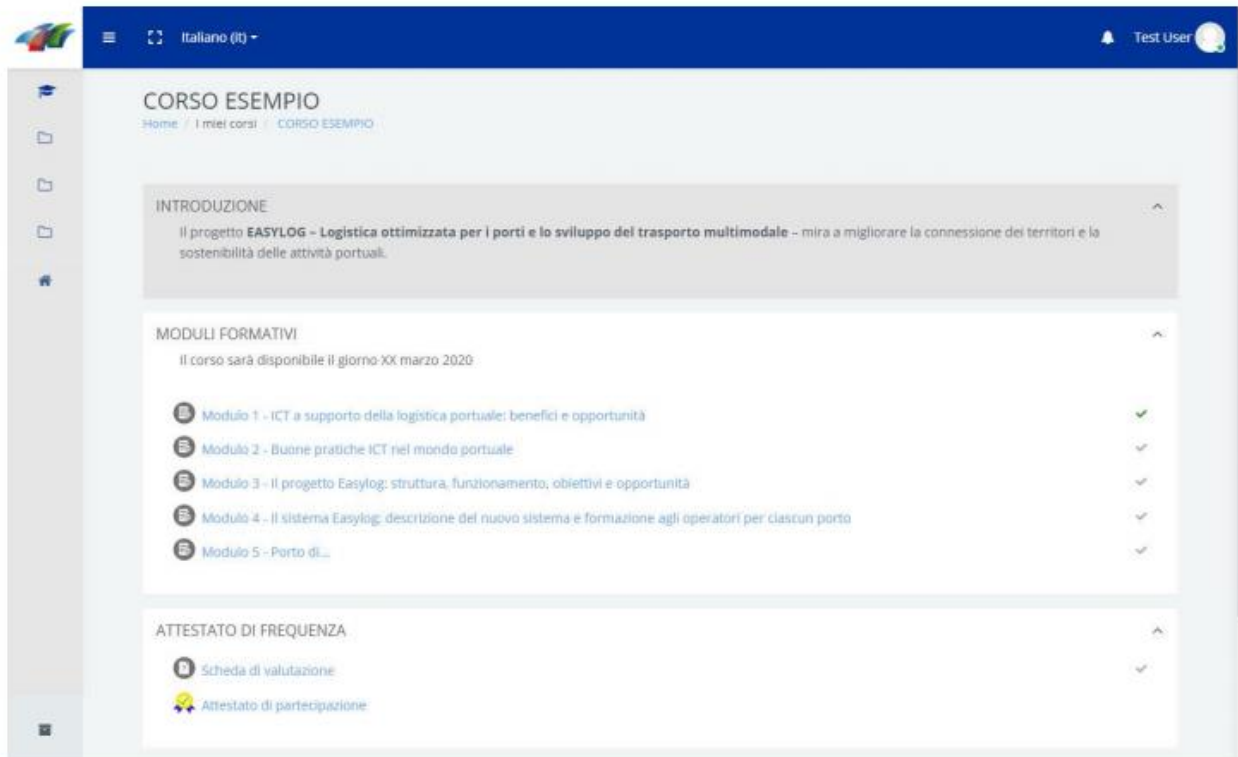 Italiano (it)
Test User
CORSO ESEMPIO
Home / I miei corsi / CORSO ESEMPIO
INTRODUZIONE
Il progetto EASYLOG – Logistica ottimizzata per i porti e lo sviluppo del trasporto multimodale – mira a migliorare la connessione dei territori e la
sostenibilità delle attività portuali.
MODULI FORMATIVI
Il corso sarà disponibile il giorno XX marzo 2020
Modulo 1 - ICT a supporto della logistica portuale: benefici e opportunità
Modulo 2 - Buone pratiche ICT nel mondo portuale
Modulo 3 - Il progetto Easylog: struttura, funzionamento, obiettivi e opportunità
Modulo 4 - Il sistema Easylog: descrizione del nuovo sistema e formazione agli operatori per ciascun porto
Modulo 5 - Porto di...
ATTESTATO DI FREQUENZA
Scheda di valutazione
Attestato di partecipazione